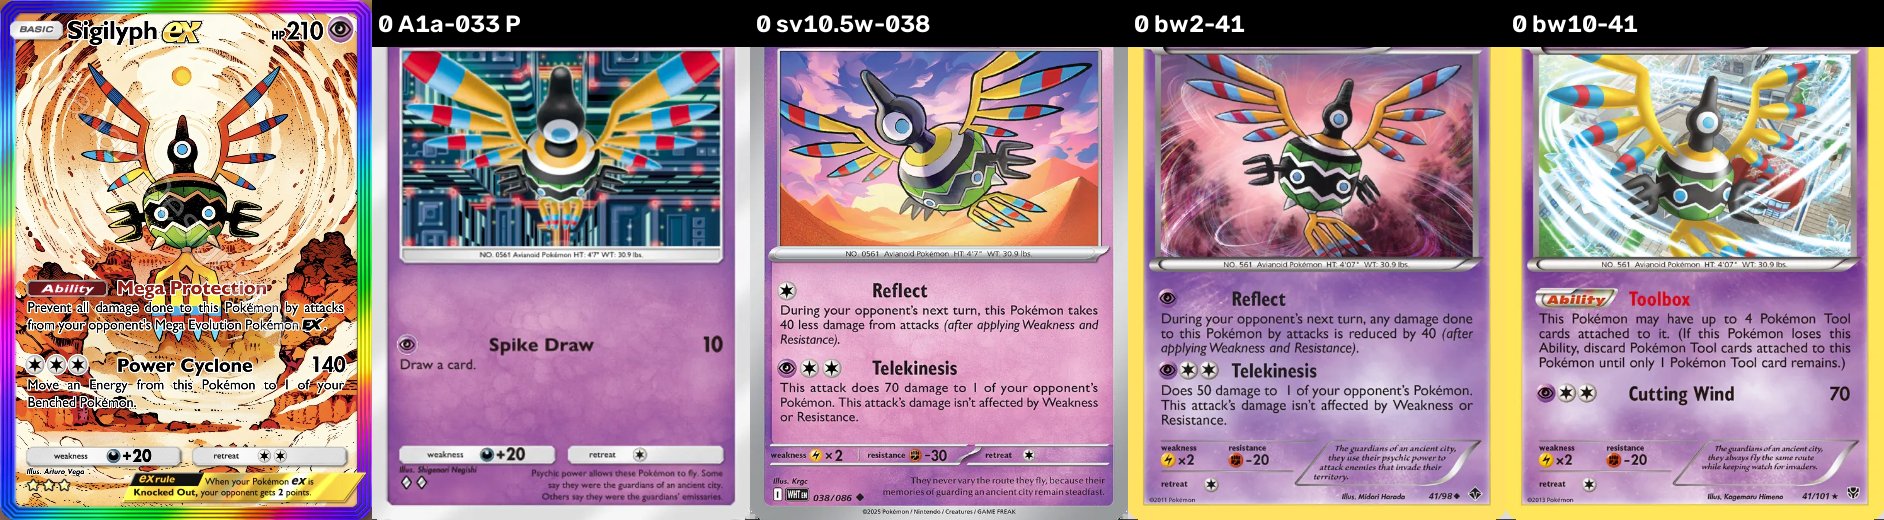 BASIC Sigilyph ex HP210
Ability Mega Protection
Prevent all damage done to this Pokémon by attacks
from your opponent's Mega Evolution Pokémon ex.
Power Cyclone 140
Move an Energy from this Pokémon to 1 of your
Benched Pokémon.
weakness +20 retreat
Illus. Arturo Vega
ex rule When your Pokémon ex is
Knocked Out, your opponent gets 2 points.
0 A1a-033 P
NO. 0561 Avianoid Pokémon HT: 4'7" WT: 30.9 lbs.
Spike Draw 10
Draw a card.
weakness +20 retreat
Illus. Shigenori Negishi
Psychic power allows these Pokémon to fly. Some
say they were the guardians of an ancient city.
Others say they were the guardians' emissaries.
0 sv10.5w-038
NO. 0561 Avianoid Pokémon HT: 4'7" WT: 30.9 lbs.
Reflect
During your opponent's next turn, this Pokémon takes
40 less damage from attacks (after applying Weakness and
Resistance).
Telekinesis
This attack does 70 damage to 1 of your opponent's
Pokémon. This attack's damage isn't affected by Weakness
or Resistance.
weakness ×2 resistance -30 retreat
Illus. Krgc
I WHT EN 038/086
They never vary the route they fly, because their
memories of guarding an ancient city remain steadfast.
©2025 Pokémon / Nintendo / Creatures / GAME FREAK
0 bw2-41
NO. 561 Avianoid Pokémon HT: 4'07" WT: 30.9 lbs.
Reflect
During your opponent's next turn, any damage done
to this Pokémon by attacks is reduced by 40 (after
applying Weakness and Resistance).
Telekinesis
Does 50 damage to 1 of your opponent's Pokémon.
This attack's damage isn't affected by Weakness or
Resistance.
weakness ×2 resistance -20
retreat
The guardians of an ancient city,
they use their psychic power to
attack enemies that invade their
territory.
©2011 Pokémon
Illus. Midori Harada 41/98
0 bw10-41
NO. 561 Avianoid Pokémon HT: 4'07" WT: 30.9 lbs.
Ability Toolbox
This Pokémon may have up to 4 Pokémon Tool
cards attached to it. (If this Pokémon loses this
Ability, discard Pokémon Tool cards attached to this
Pokémon until only 1 Pokémon Tool card remains.)
Cutting Wind 70
weakness ×2 resistance -20
retreat
The guardians of an ancient city,
they always fly the same route
while keeping watch for invaders.
©2013 Pokémon
Illus. Kagemaru Himeno 41/101